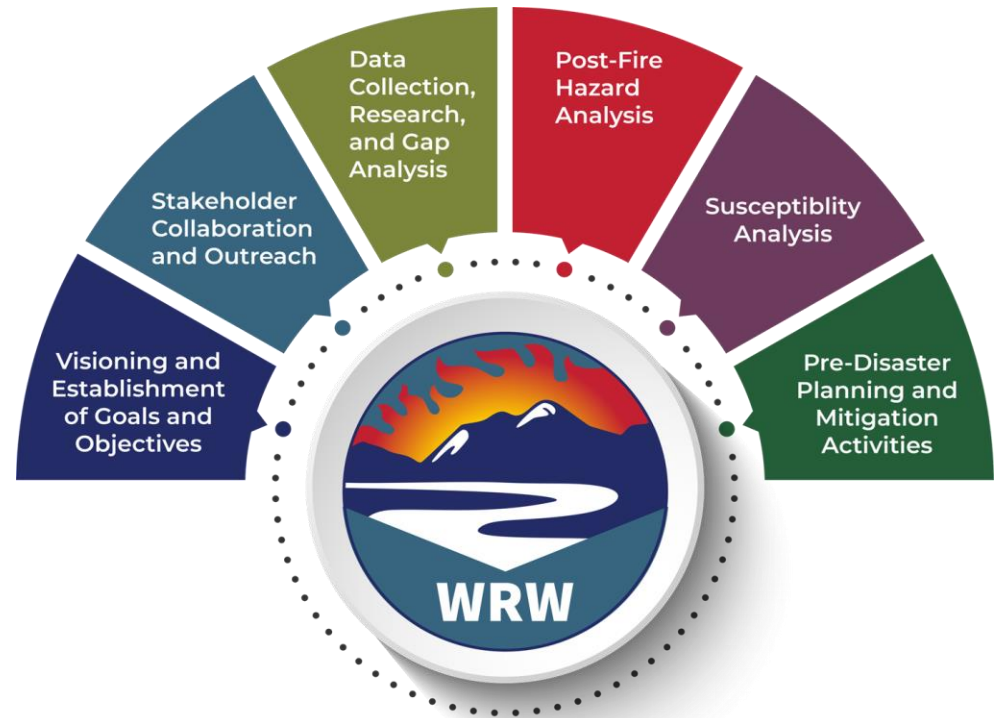 Visioning and
Establishment
of Goals and
Objectives
Stakeholder
Collaboration
and Outreach
Data
Collection,
Research,
and Gap
Analysis
Post-Fire
Hazard
Analysis
Susceptiblity
Analysis
Pre-Disaster
Planning and
Mitigation
Activities
WRW